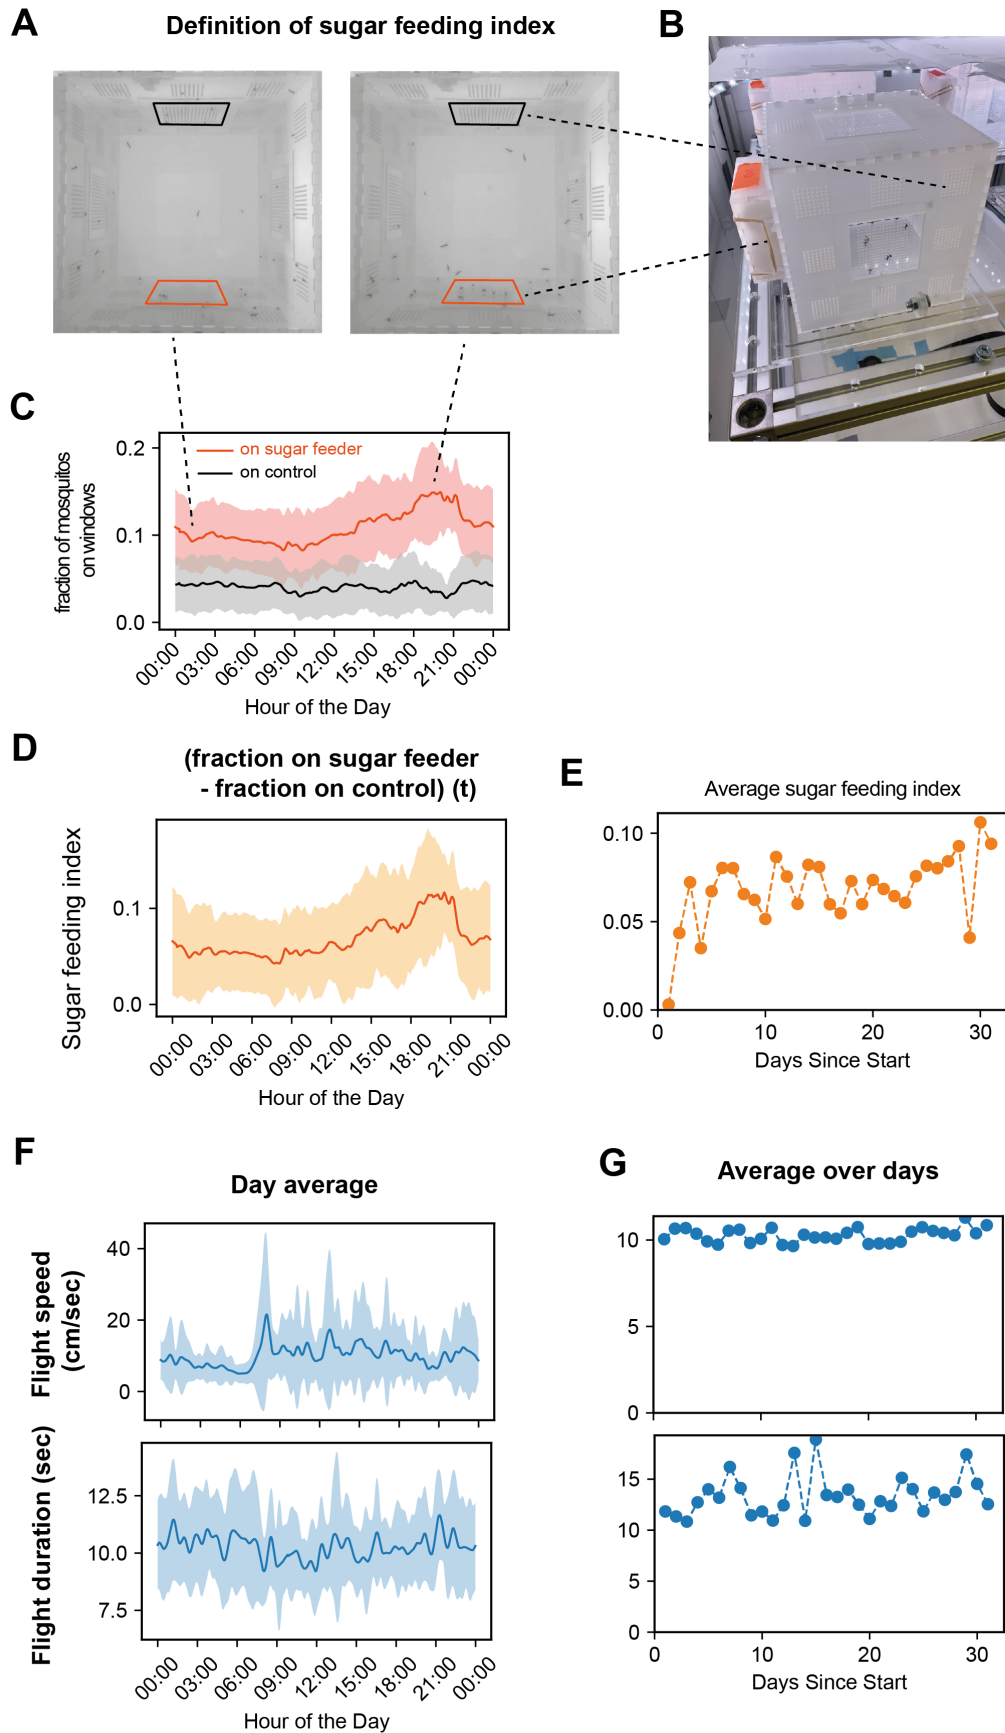 A
Definition of sugar feeding index
B
C
0.2
0.1
0.0
fraction of mosquitos
on windows
on sugar feeder
on control
00:00
03:00
06:00
09:00
12:00
15:00
18:00
21:00
00:00
Hour of the Day
D
(fraction on sugar feeder
- fraction on control) (t)
Sugar feeding index
0.1
0.0
00:00
03:00
06:00
09:00
12:00
15:00
18:00
21:00
00:00
Hour of the Day
E
Average sugar feeding index
0.10
0.05
0.00
0
10
20
30
Days Since Start
F
Day average
Flight speed
(cm/sec)
40
20
0
Flight duration (sec)
12.5
10.0
7.5
00:00
03:00
06:00
09:00
12:00
15:00
18:00
21:00
00:00
Hour of the Day
G
Average over days
10
5
0
15
10
5
0
0
10
20
30
Days Since Start